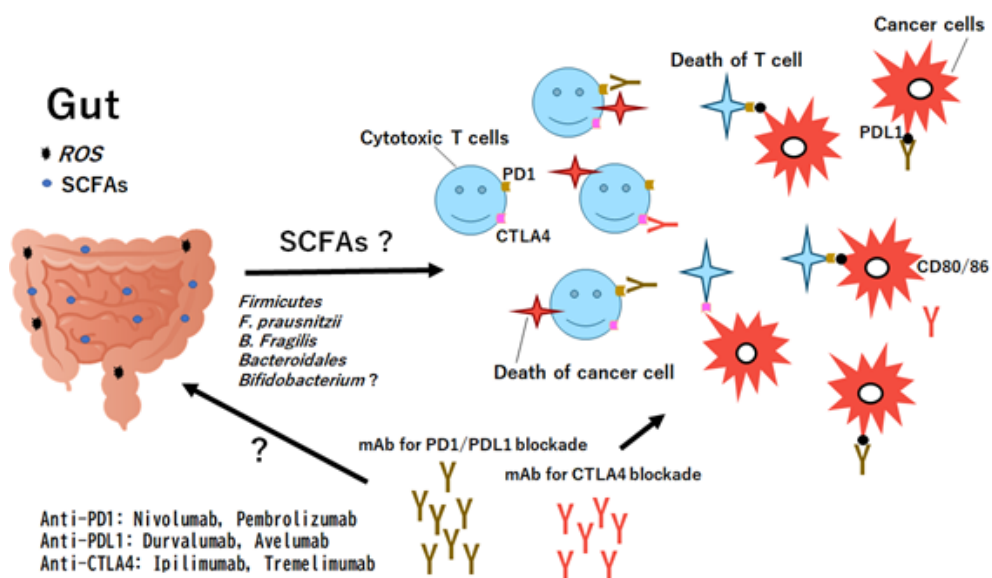 Gut
ROS
SCFAs
SCFAs ?
Firmicutes
F. prausnitzii
B. Fragilis
Bacteroidales
Bifidobacterium ?
Cytotoxic T cells
PD1
CTLA4
Death of T cell
Cancer cells
PDL1
CD80/86
Death of cancer cell
?
mAb for PD1/PDL1 blockade
mAb for CTLA4 blockade
Anti-PD1: Nivolumab, Pembrolizumab
Anti-PDL1: Durvalumab, Avelumab
Anti-CTLA4: Ipilimumab, Tremelimumab